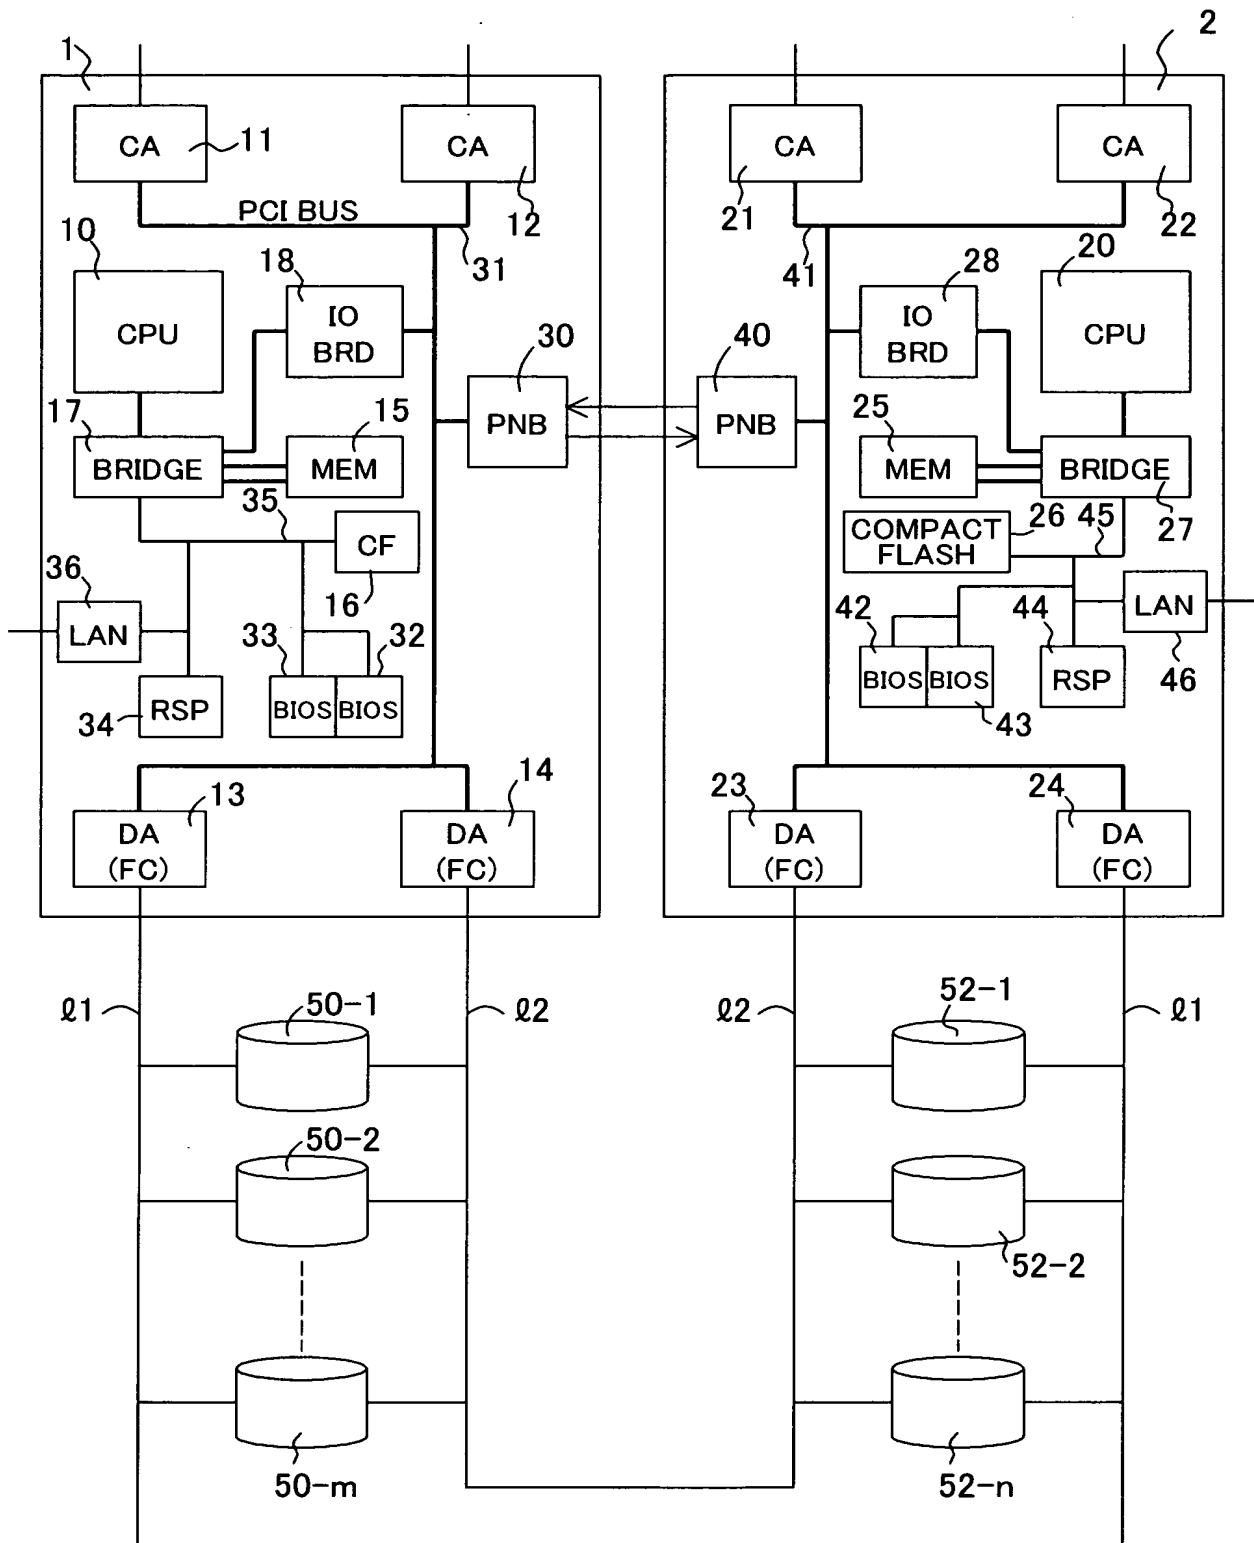 1
2
CA
11
CA
12
CA
21
CA
22
PCI BUS
31
41
10
CPU
18
IO
BRD
28
IO
BRD
20
CPU
30
PNB
40
PNB
17
BRIDGE
15
MEM
25
MEM
BRIDGE
27
35
CF
16
COMPACT
FLASH
26
45
36
LAN
LAN
46
34
RSP
33
BIOS
32
BIOS
42
BIOS
BIOS
43
44
RSP
13
DA
(FC)
14
DA
(FC)
23
DA
(FC)
24
DA
(FC)
ℓ1
50-1
ℓ2
ℓ2
52-1
ℓ1
50-2
52-2
50-m
52-n